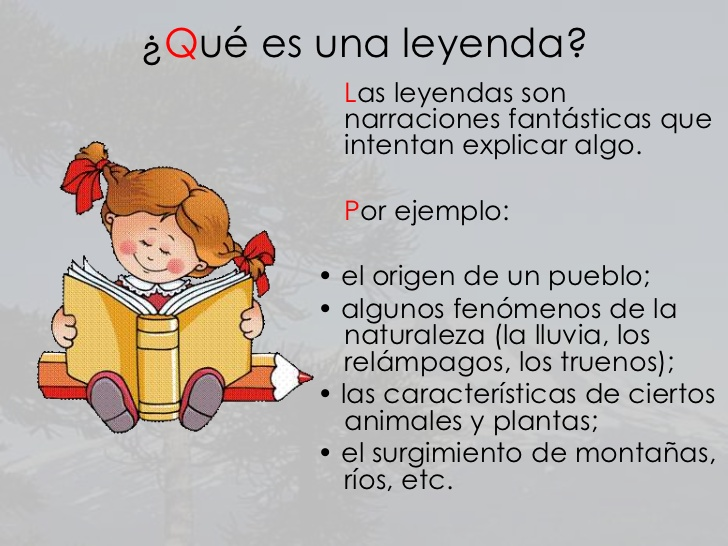 ¿Qué es una leyenda?
Las leyendas son
narraciones fantásticas que
intentan explicar algo.
Por ejemplo:
• el origen de un pueblo;
• algunos fenómenos de la
naturaleza (la lluvia, los
relámpagos, los truenos);
• las características de ciertos
animales y plantas;
• el surgimiento de montañas,
ríos, etc.